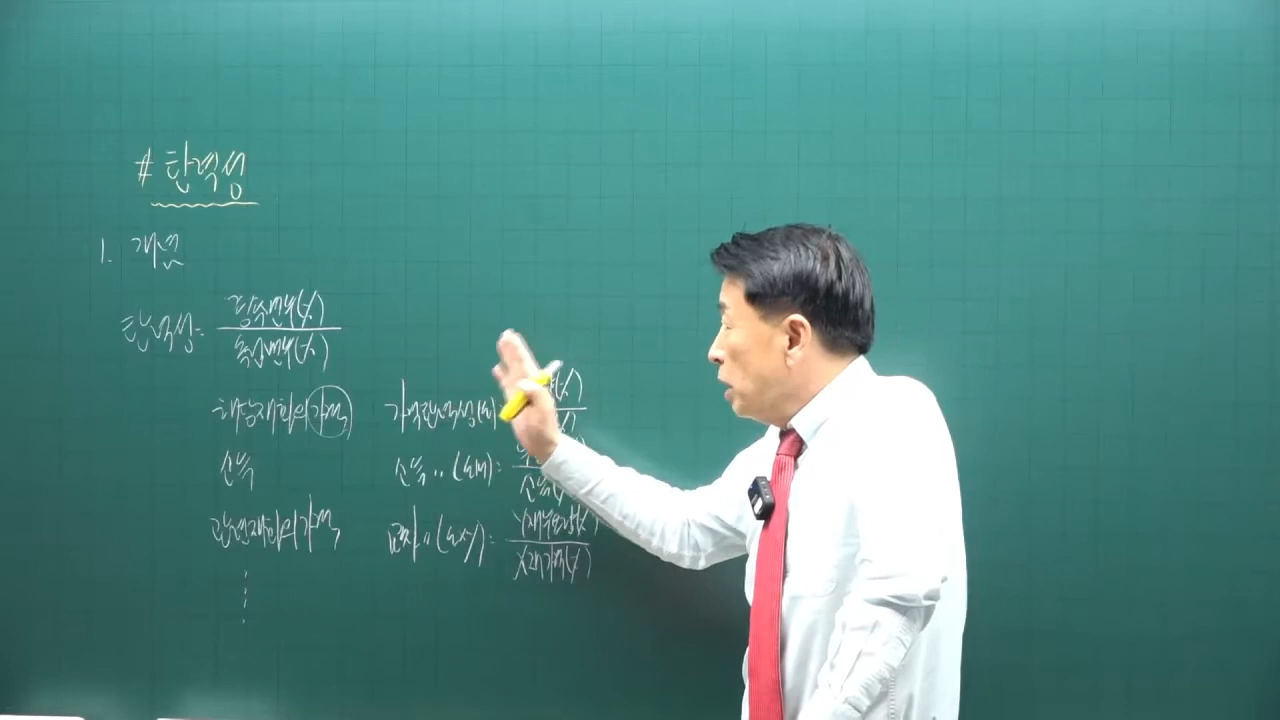 # 탄력성
1. 개념
탄력성= 종속변수(%)
독립변수(%)
해당재화의 가격 가격탄력성(
소득 소득 〃 (εM)=
소득(
관련재화의 가격 교차 〃 (εXY)= Y재수요량(%)
X재가격(%)